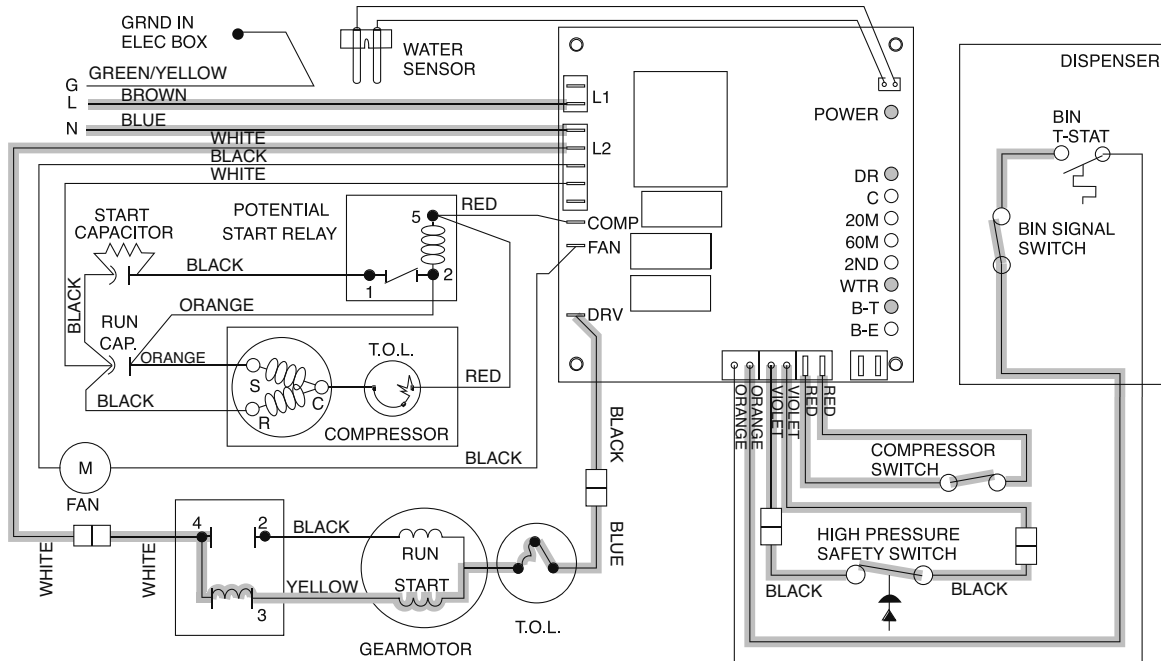 GRND IN
ELEC BOX
WATER
SENSOR
DISPENSER
GREEN/YELLOW
G
BROWN
L
L1
POWER
BLUE
N
WHITE
L2
BLACK
WHITE
BIN
T-STAT
DR
C
20M
60M
2ND
WTR
B-T
B-E
START
CAPACITOR
POTENTIAL
START RELAY
5
RED
COMP
FAN
BIN SIGNAL
SWITCH
BLACK
1
2
BLACK
ORANGE
RUN
CAP.
DRV
ORANGE
T.O.L.
RED
S
C
R
BLACK
COMPRESSOR
ORANGE
ORANGE
VIOLET
VIOLET
RED
RED
BLACK
COMPRESSOR
SWITCH
M
FAN
BLACK
4
2
BLACK
RUN
BLUE
HIGH PRESSURE
SAFETY SWITCH
WHITE
WHITE
YELLOW
START
BLACK
BLACK
3
T.O.L.
GEARMOTOR